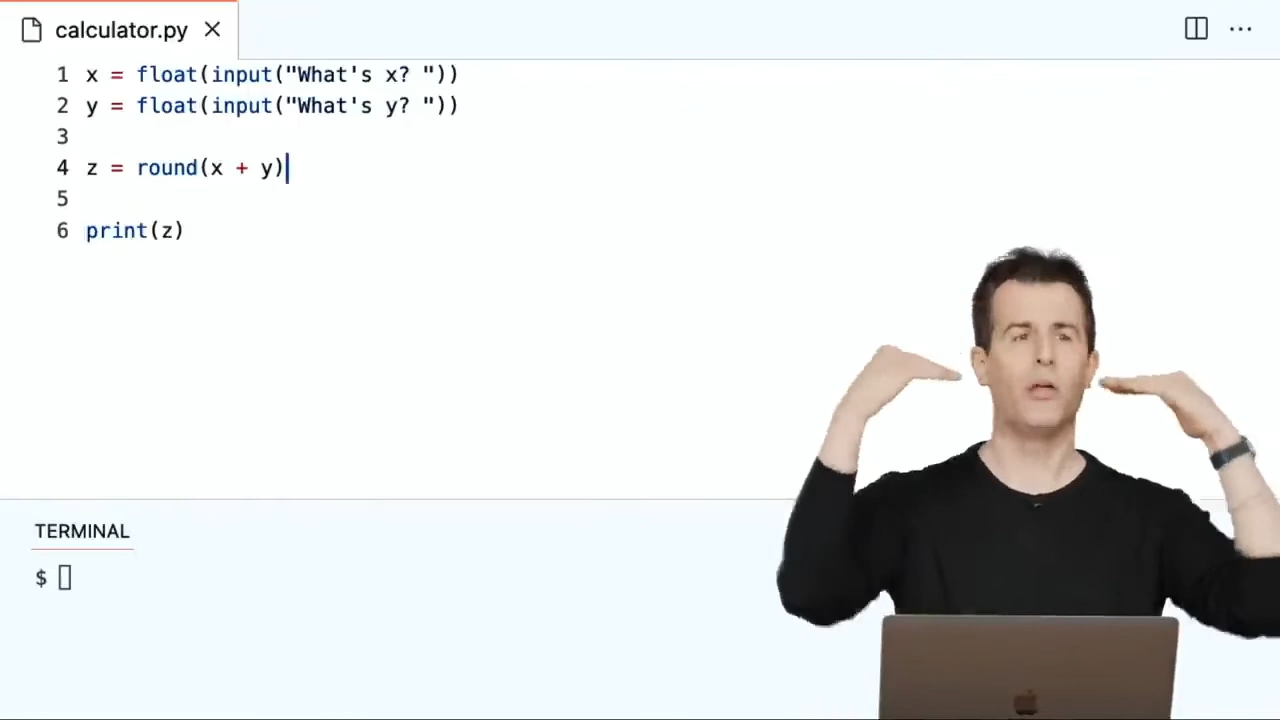 calculator.py
1 x = float(input("What's x? "))
2 y = float(input("What's y? "))
3
4 z = round(x + y)
5
6 print(z)
TERMINAL
$